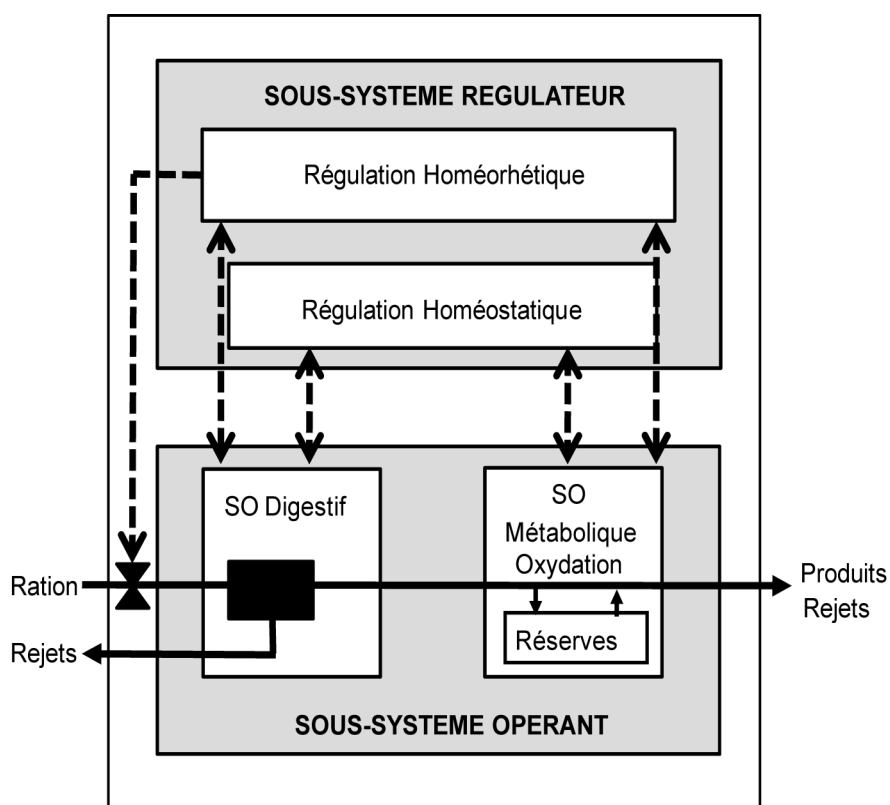 SOUS-SYSTEME REGULATEUR
Régulation Homéorhétique
Régulation Homéostatique
SO Digestif
SO
Métabolique
Oxydation
Ration
Produits
Rejets
Réserves
Rejets
SOUS-SYSTEME OPERANT